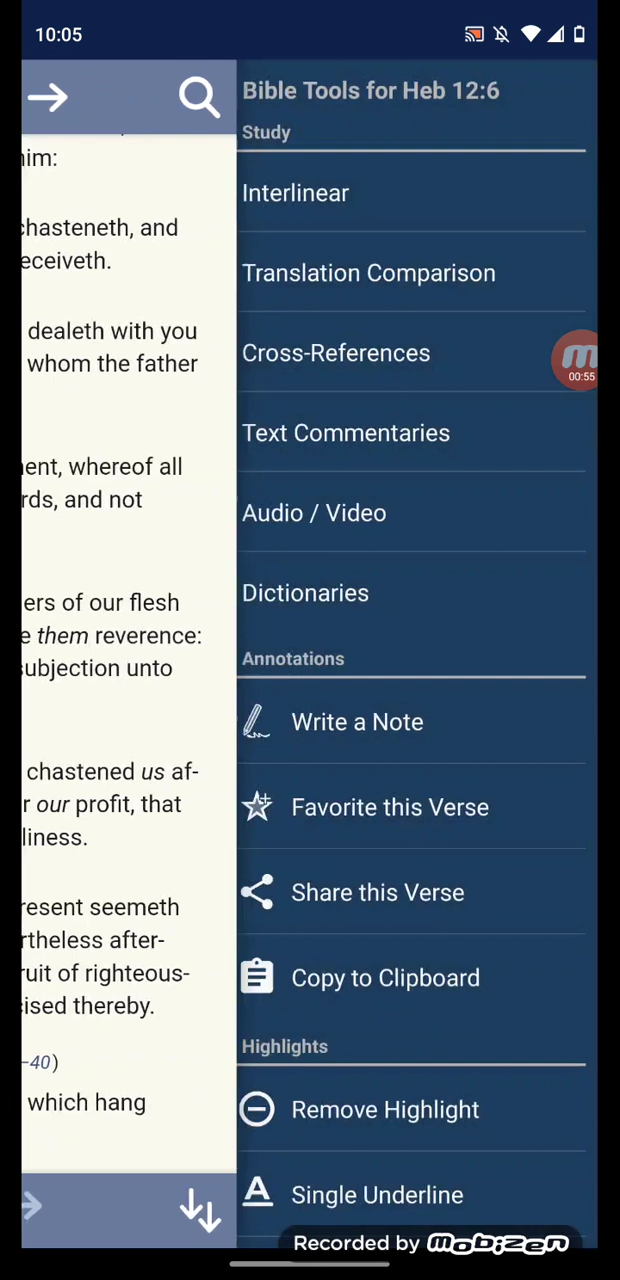 10:05
him:
chasteneth, and
eceiveth.
dealeth with you
whom the father
ent, whereof all
rds, and not
ers of our flesh
e them reverence:
subjection unto
chastened us af-
r our profit, that
liness.
resent seemeth
rtheless after-
ruit of righteous-
ised thereby.
-40)
which hang
Bible Tools for Heb 12:6
Study
Interlinear
Translation Comparison
Cross-References
00:55
Text Commentaries
Audio / Video
Dictionaries
Annotations
Write a Note
Favorite this Verse
Share this Verse
Copy to Clipboard
Highlights
Remove Highlight
Single Underline
Recorded by mobizen